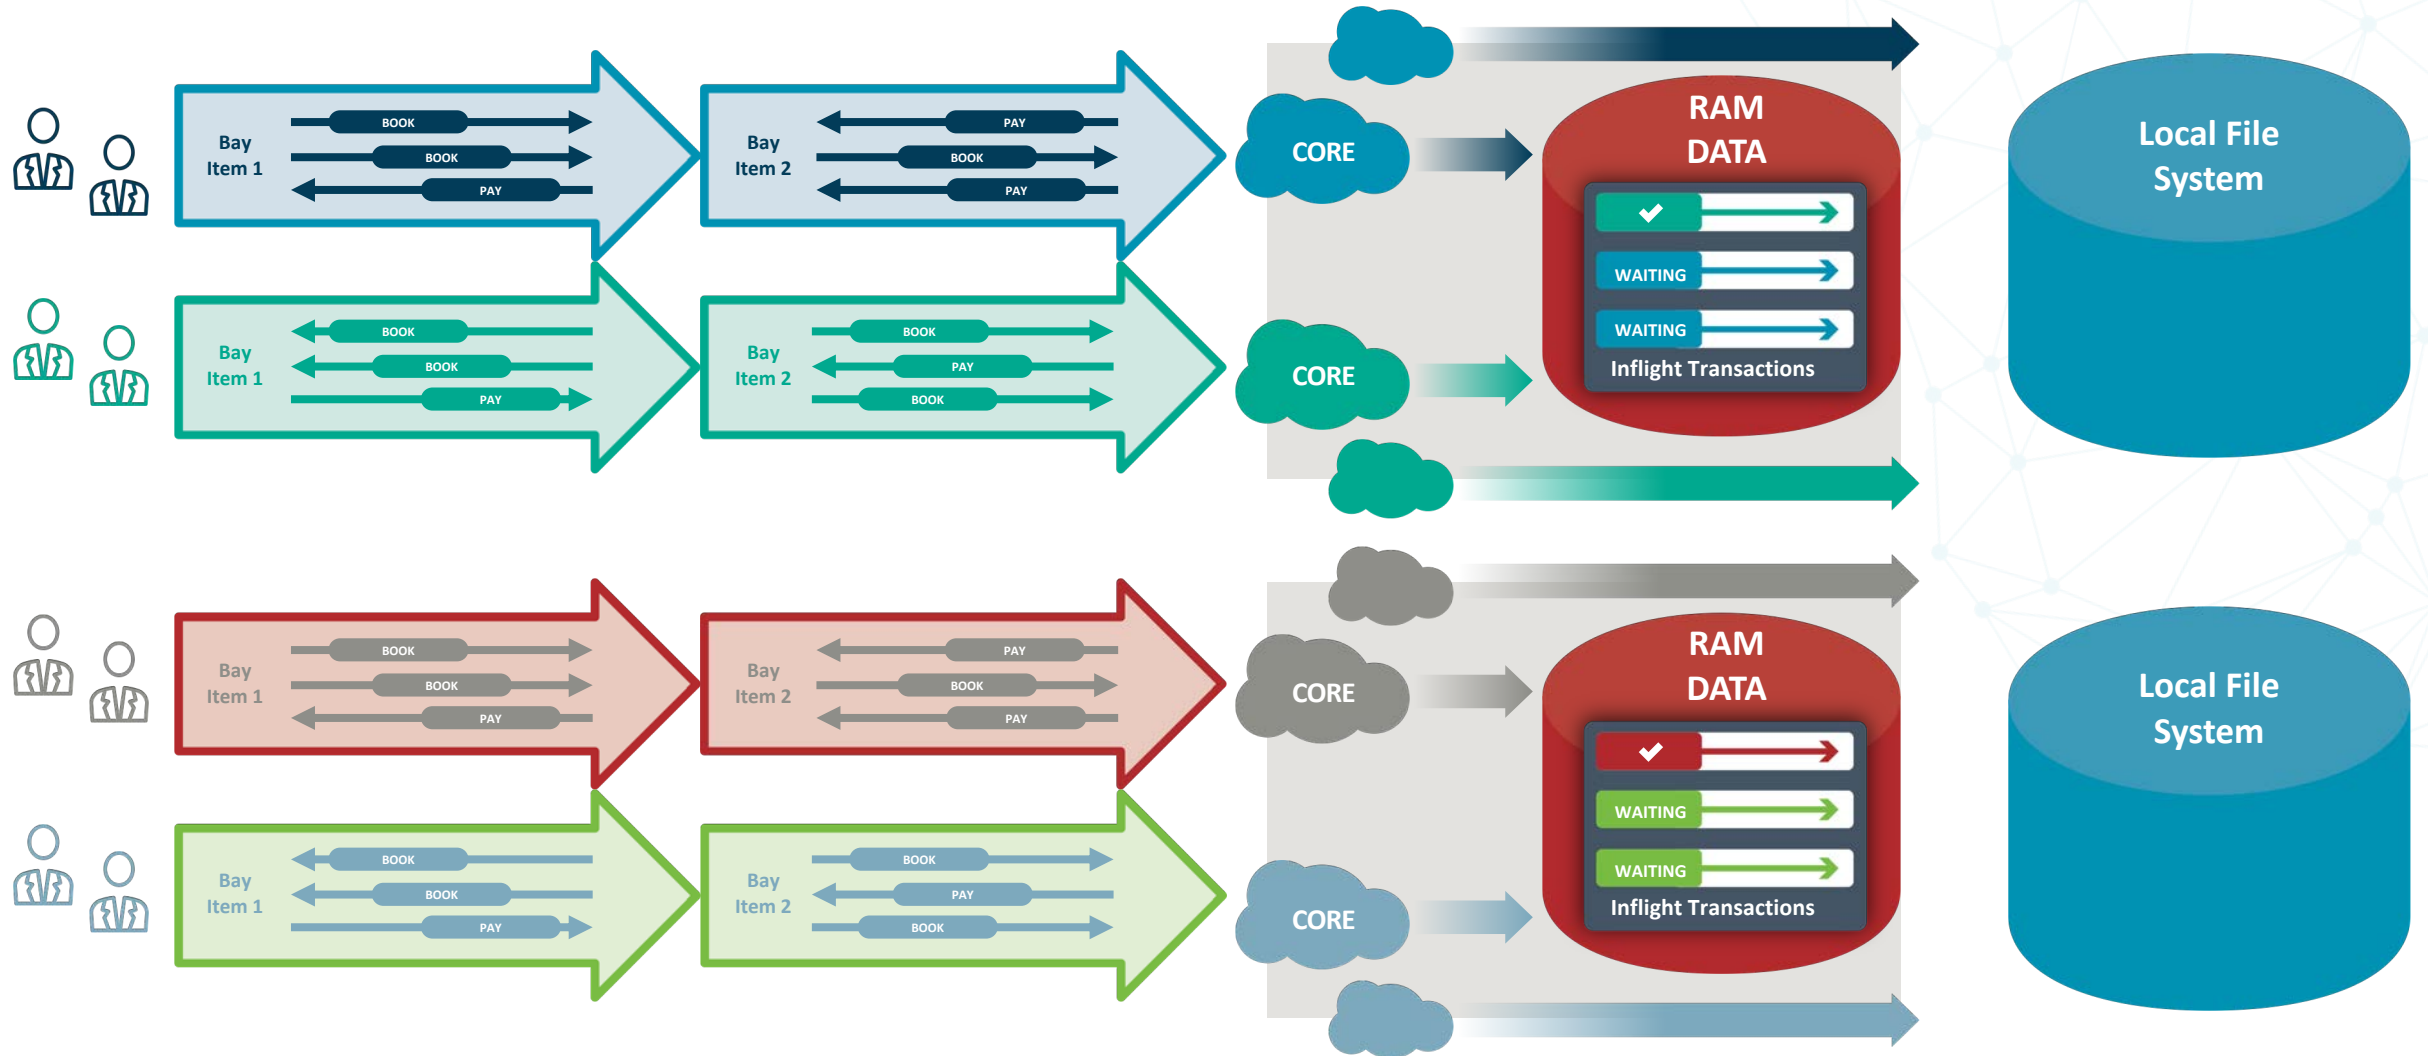 Bay
Item 1
BOOK
BOOK
PAY
Bay
Item 2
PAY
BOOK
PAY
CORE
RAM
DATA
WAITING
WAITING
Inflight Transactions
Local File
System
Bay
Item 1
BOOK
BOOK
PAY
Bay
Item 2
BOOK
PAY
BOOK
CORE
Bay
Item 1
BOOK
BOOK
PAY
Bay
Item 2
PAY
BOOK
PAY
CORE
RAM
DATA
WAITING
WAITING
Inflight Transactions
Local File
System
Bay
Item 1
BOOK
BOOK
PAY
Bay
Item 2
BOOK
PAY
BOOK
CORE